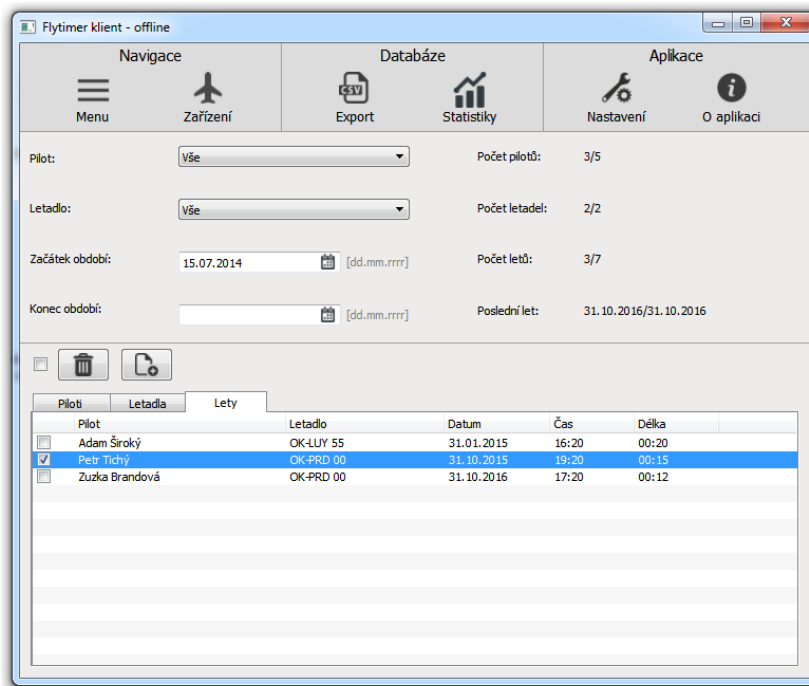 Flytimer klient - offline
Navigace Databáze Aplikace
CSV
Menu Zařízení Export Statistiky Nastavení O aplikaci
Pilot: Vše Počet pilotů: 3/5
Letadlo: Vše Počet letadel: 2/2
Začátek období: 15.07.2014 [dd.mm.rrrr] Počet letů: 3/7
Konec období: [dd.mm.rrrr] Poslední let: 31.10.2016/31.10.2016
Piloti Letadla Lety
Pilot Letadlo Datum Čas Délka
Adam Široký OK-LUY 55 31.01.2015 16:20 00:20
Petr Tichý OK-PRD 00 31.10.2015 19:20 00:15
Zuzka Brandová OK-PRD 00 31.10.2016 17:20 00:12